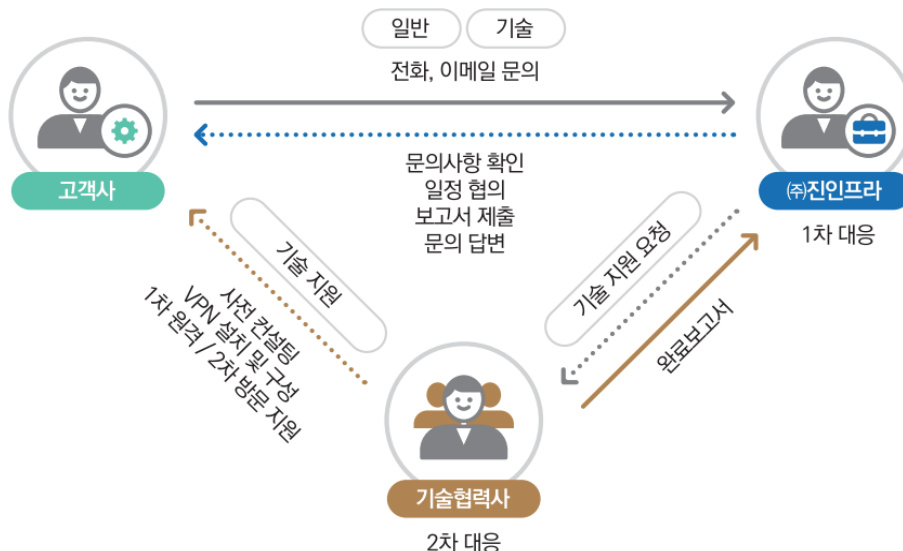 일반
기술
전화, 이메일 문의
문의사항 확인
일정 협의
보고서 제출
문의 답변
고객사
㈜진인프라
1차 대응
기술 지원
사전 컨설팅
VPN 설치 및 구성
1차 원격 / 2차 방문 지원
기술 지원 요청
완료보고서
기술협력사
2차 대응